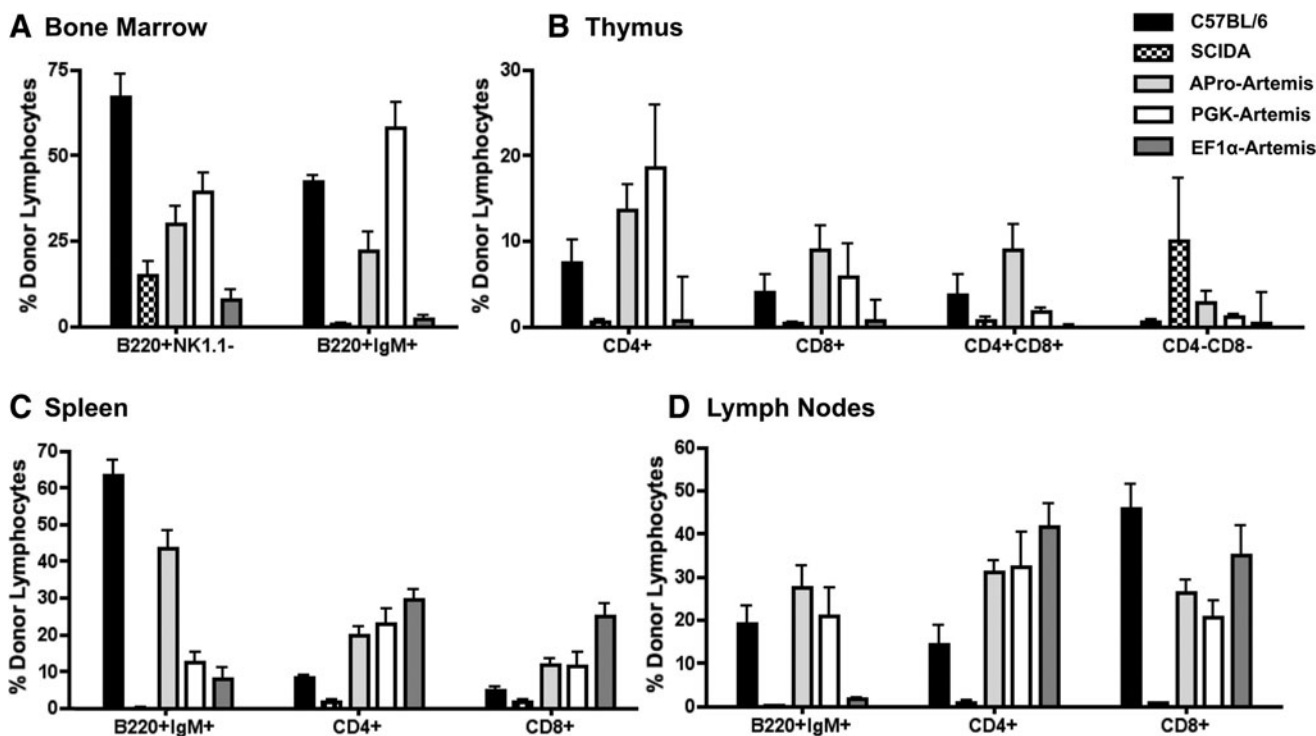 A Bone Marrow
% Donor Lymphocytes
75
50
25
0
B220+NK1.1-
B220+IgM+
B Thymus
% Donor Lymphocytes
30
20
10
0
CD4+
CD8+
CD4+CD8+
CD4-CD8-
C57BL/6
SCIDA
APro-Artemis
PGK-Artemis
EF1α-Artemis
C Spleen
% Donor Lymphocytes
70
60
50
40
30
20
10
0
B220+IgM+
CD4+
CD8+
D Lymph Nodes
% Donor Lymphocytes
60
50
40
30
20
10
0
B220+IgM+
CD4+
CD8+